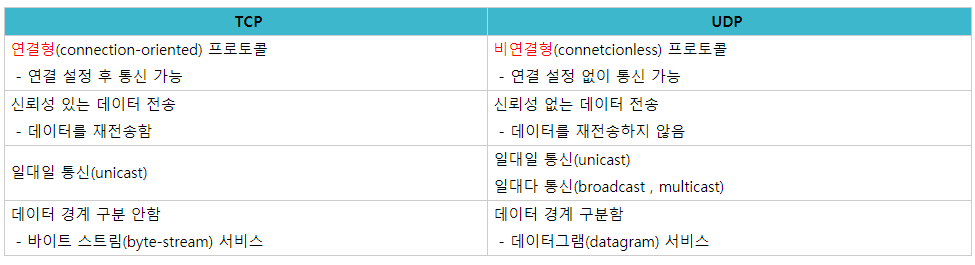 TCP UDP
연결형(connection-oriented) 프로토콜
- 연결 설정 후 통신 가능
비연결형(connetcionless) 프로토콜
- 연결 설정 없이 통신 가능
신뢰성 있는 데이터 전송
- 데이터를 재전송함
신뢰성 없는 데이터 전송
- 데이터를 재전송하지 않음
일대일 통신(unicast)
일대일 통신(unicast)
일대다 통신(broadcast , multicast)
데이터 경계 구분 안함
- 바이트 스트림(byte-stream) 서비스
데이터 경계 구분함
- 데이터그램(datagram) 서비스